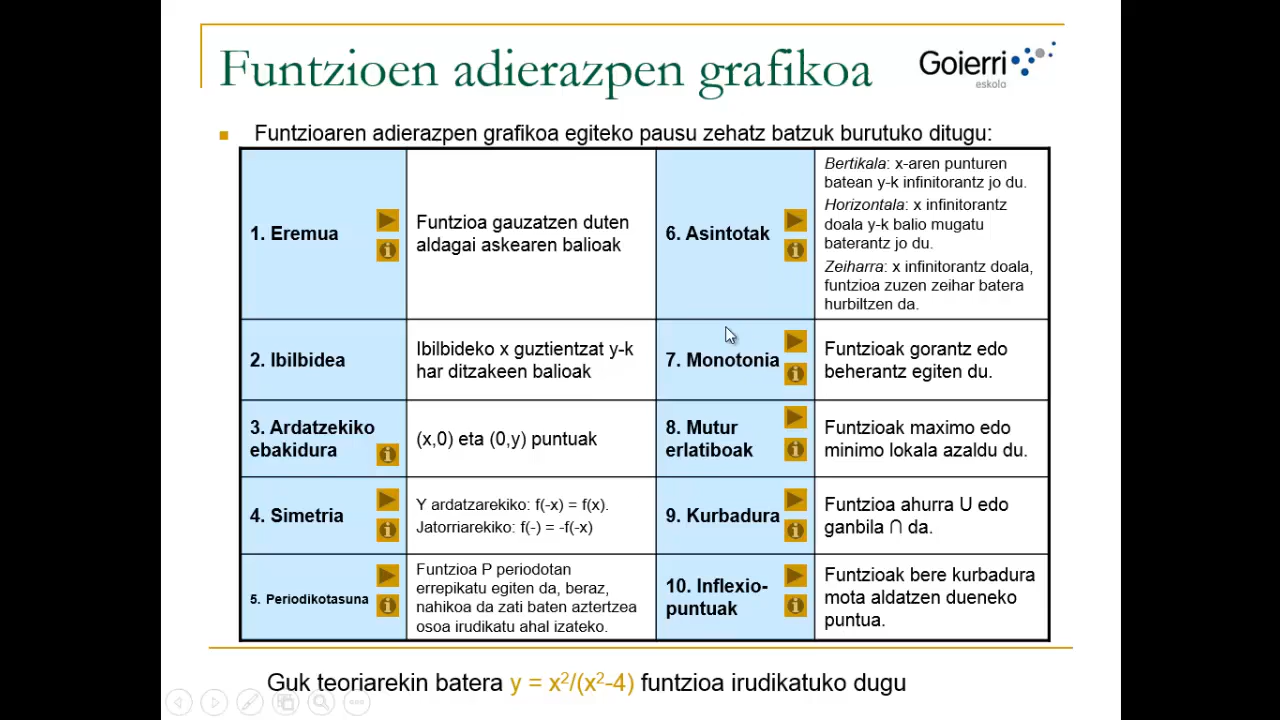 Funtzioen adierazpen grafikoa
Goierri
eskola
Funtzioaren adierazpen grafikoa egiteko pausu zehatz batzuk burutuko ditugu:
1. Eremua
Funtzioa gauzatzen duten
aldagai askearen balioak
6. Asintotak
Bertikala: x-aren punturen
batean y-k infinitorantz jo du.
Horizontala: x infinitorantz
doala y-k balio mugatu
baterantz jo du.
Zeiharra: x infinitorantz doala,
funtzioa zuzen zeihar batera
hurbiltzen da.
2. Ibilbidea
Ibilbideko x guztientzat y-k
har ditzakeen balioak
7. Monotonia
Funtzioak gorantz edo
beherantz egiten du.
3. Ardatzekiko
ebakidura
(x,0) eta (0,y) puntuak
8. Mutur
erlatiboak
Funtzioak maximo edo
minimo lokala azaldu du.
4. Simetria
Y ardatzarekiko: f(-x) = f(x).
Jatorriarekiko: f(-) = -f(-x)
9. Kurbadura
Funtzioa ahurra U edo
ganbila ∩ da.
5. Periodikotasuna
Funtzioa P periodotan
errepikatu egiten da, beraz,
nahikoa da zati baten aztertzea
osoa irudikatu ahal izateko.
10. Inflexio-
puntuak
Funtzioak bere kurbadura
mota aldatzen dueneko
puntua.
Guk teoriarekin batera y = x²/(x²-4) funtzioa irudikatuko dugu